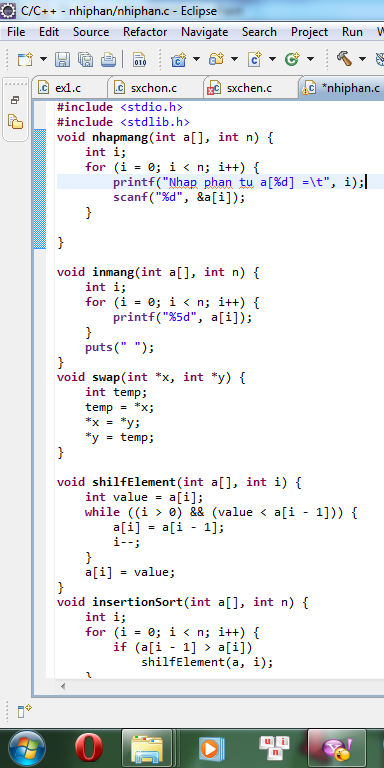 C/C++ - nhiphan/nhiphan.c - Eclipse
File Edit Source Refactor Navigate Search Project Run
ex1.c sxchon.c sxchen.c *nhiphan.c
#include <stdio.h>
#include <stdlib.h>
void nhapmang(int a[], int n) {
    int i;
    for (i = 0; i < n; i++) {
        printf("Nhap phan tu a[%d] =\t", i);
        scanf("%d", &a[i]);
    }
}
void inmang(int a[], int n) {
    int i;
    for (i = 0; i < n; i++) {
        printf("%5d", a[i]);
    }
    puts(" ");
}
void swap(int *x, int *y) {
    int temp;
    temp = *x;
    *x = *y;
    *y = temp;
}
void shilfElement(int a[], int i) {
    int value = a[i];
    while ((i > 0) && (value < a[i - 1])) {
        a[i] = a[i - 1];
        i--;
    }
    a[i] = value;
}
void insertionSort(int a[], int n) {
    int i;
    for (i = 0; i < n; i++) {
        if (a[i - 1] > a[i])
            shilfElement(a, i);